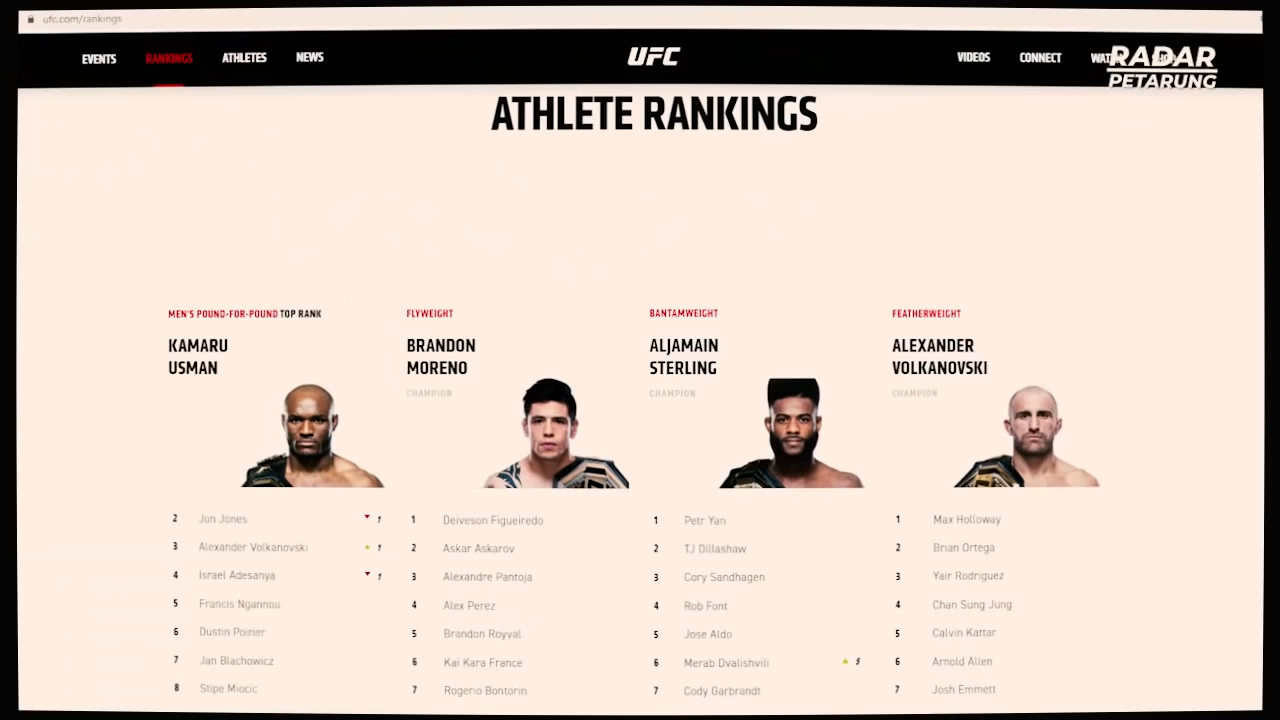 ufc.com/rankings
EVENTS RANKINGS ATHLETES NEWS UFC VIDEOS CONNECT
RADAR
PETARUNG
ATHLETE RANKINGS
MEN'S POUND-FOR-POUND TOP RANK
KAMARU
USMAN
2 Jon Jones 1
3 Alexander Volkanovski 1
4 Israel Adesanya 1
5 Francis Ngannou
6 Dustin Poirier
7 Jan Blachowicz
8 Stipe Miocic
FLYWEIGHT
BRANDON
MORENO
CHAMPION
1 Deiveson Figueiredo
2 Askar Askarov
3 Alexandre Pantoja
4 Alex Perez
5 Brandon Royval
6 Kai Kara France
7 Rogerio Bontorin
BANTAMWEIGHT
ALJAMAIN
STERLING
CHAMPION
1 Petr Yan
2 TJ Dillashaw
3 Cory Sandhagen
4 Rob Font
5 Jose Aldo
6 Merab Dvalishvili
7 Cody Garbrandt
FEATHERWEIGHT
ALEXANDER
VOLKANOVSKI
CHAMPION
1 Max Holloway
2 Brian Ortega
3 Yair Rodriguez
4 Chan Sung Jung
5 Calvin Kattar
6 Arnold Allen
7 Josh Emmett